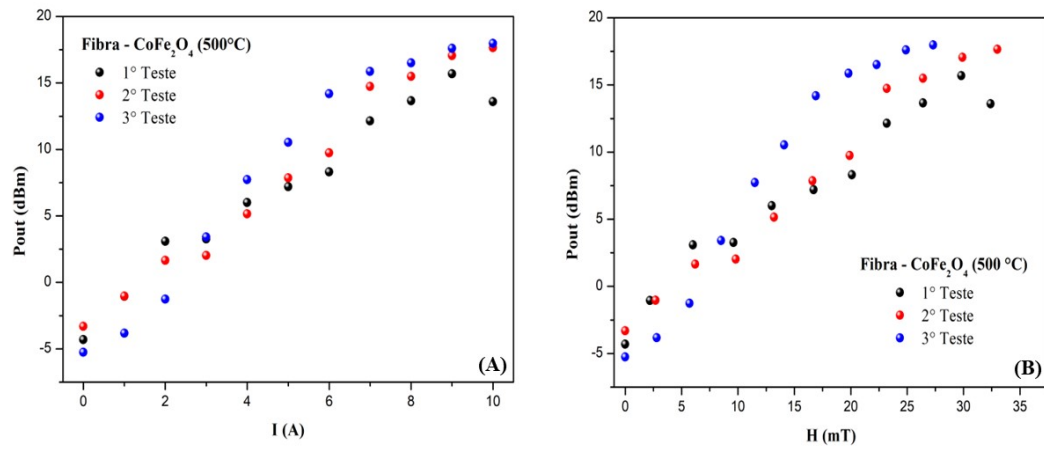 20
15
10
5
0
-5
Pout (dBm)
Fibra - CoFe₂O₄ (500°C)
1° Teste
2° Teste
3° Teste
(A)
0 2 4 6 8 10
I (A)
20
15
10
5
0
-5
Pout (dBm)
Fibra - CoFe₂O₄ (500 °C)
1° Teste
2° Teste
3° Teste
(B)
0 5 10 15 20 25 30 35
H (mT)